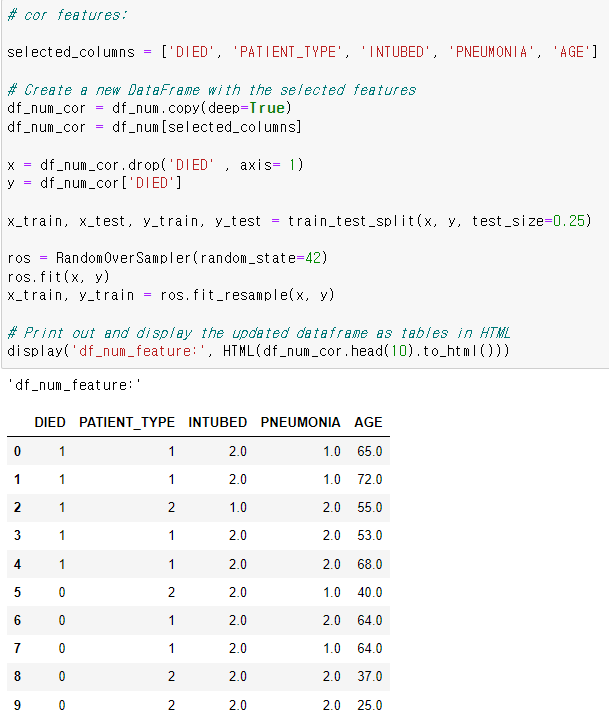 # cor features:
selected_columns = ['DIED', 'PATIENT_TYPE', 'INTUBED', 'PNEUMONIA', 'AGE']
# Create a new DataFrame with the selected features
df_num_cor = df_num.copy(deep=True)
df_num_cor = df_num[selected_columns]
x = df_num_cor.drop('DIED' , axis= 1)
y = df_num_cor['DIED']
x_train, x_test, y_train, y_test = train_test_split(x, y, test_size=0.25)
ros = RandomOverSampler(random_state=42)
ros.fit(x, y)
x_train, y_train = ros.fit_resample(x, y)
# Print out and display the updated dataframe as tables in HTML
display('df_num_feature:', HTML(df_num_cor.head(10).to_html()))
'df_num_feature:'
DIED PATIENT_TYPE INTUBED PNEUMONIA AGE
0 1 1 2.0 1.0 65.0
1 1 1 2.0 1.0 72.0
2 1 2 1.0 2.0 55.0
3 1 1 2.0 2.0 53.0
4 1 1 2.0 2.0 68.0
5 0 2 2.0 1.0 40.0
6 0 1 2.0 2.0 64.0
7 0 1 2.0 1.0 64.0
8 0 2 2.0 2.0 37.0
9 0 2 2.0 2.0 25.0